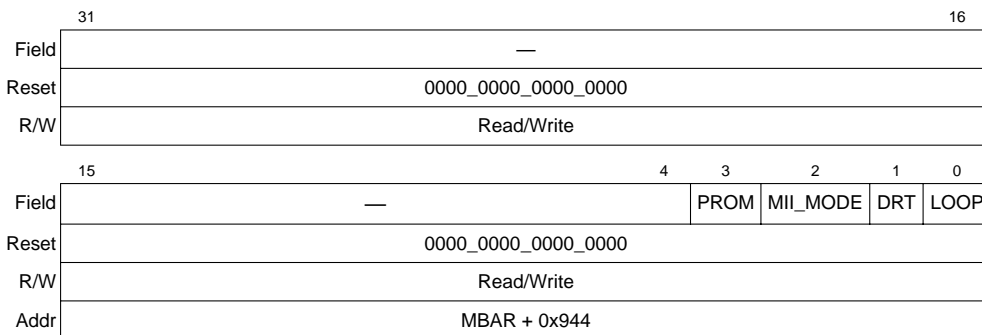 31 16
Field —
Reset 0000_0000_0000_0000
R/W Read/Write
15 4 3 2 1 0
Field — PROM MII_MODE DRT LOOP
Reset 0000_0000_0000_0000
R/W Read/Write
Addr MBAR + 0x944